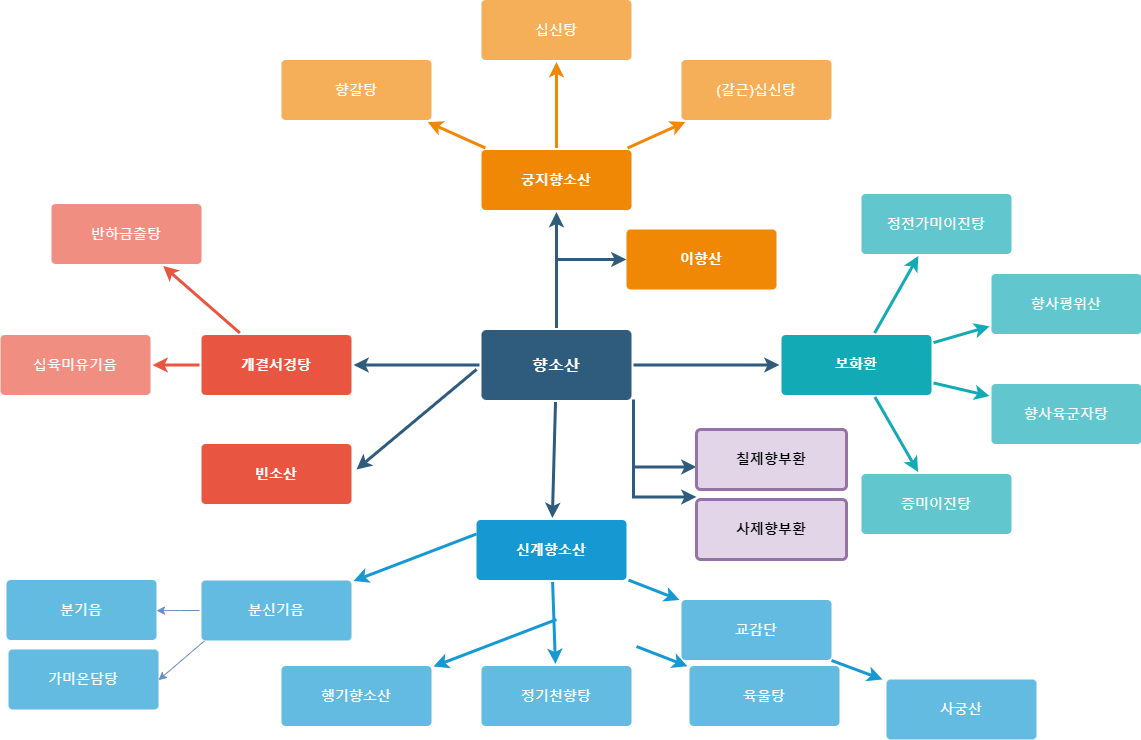 십신탕
향갈탕
(갈근)십신탕
궁지향소산
반하금출탕
정전가미이진탕
이향산
향사평위산
십육미유기음
개결서경탕
향소산
보화환
향사육군자탕
칠제향부환
빈소산
증미이진탕
사제향부환
신계향소산
분기음
분신기음
교감단
가미온담탕
행기향소산
정기천향탕
육울탕
사궁산